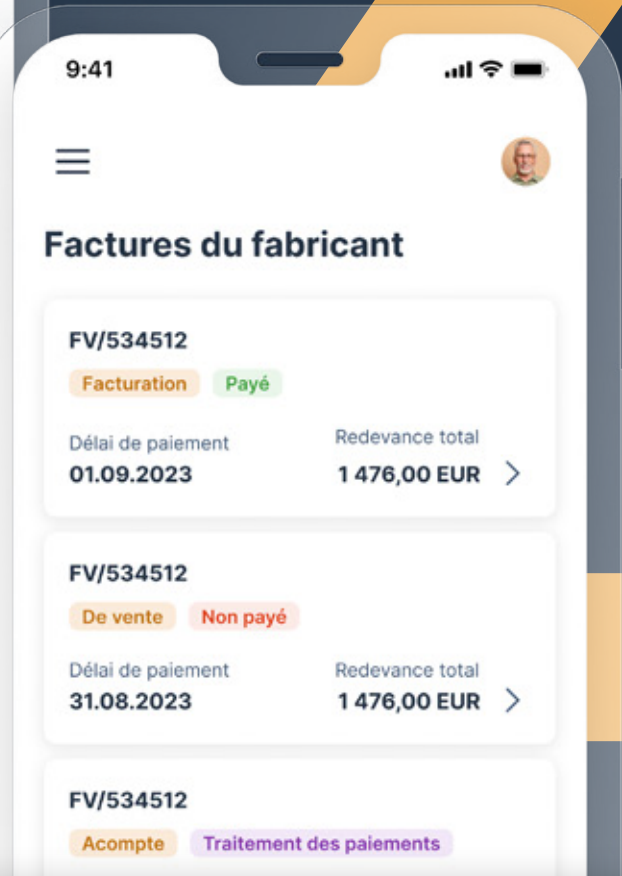 9:41
Factures du fabricant
FV/534512
Facturation Payé
Délai de paiement Redevance total
01.09.2023 1 476,00 EUR
FV/534512
De vente Non payé
Délai de paiement Redevance total
31.08.2023 1 476,00 EUR
FV/534512
Acompte Traitement des paiements